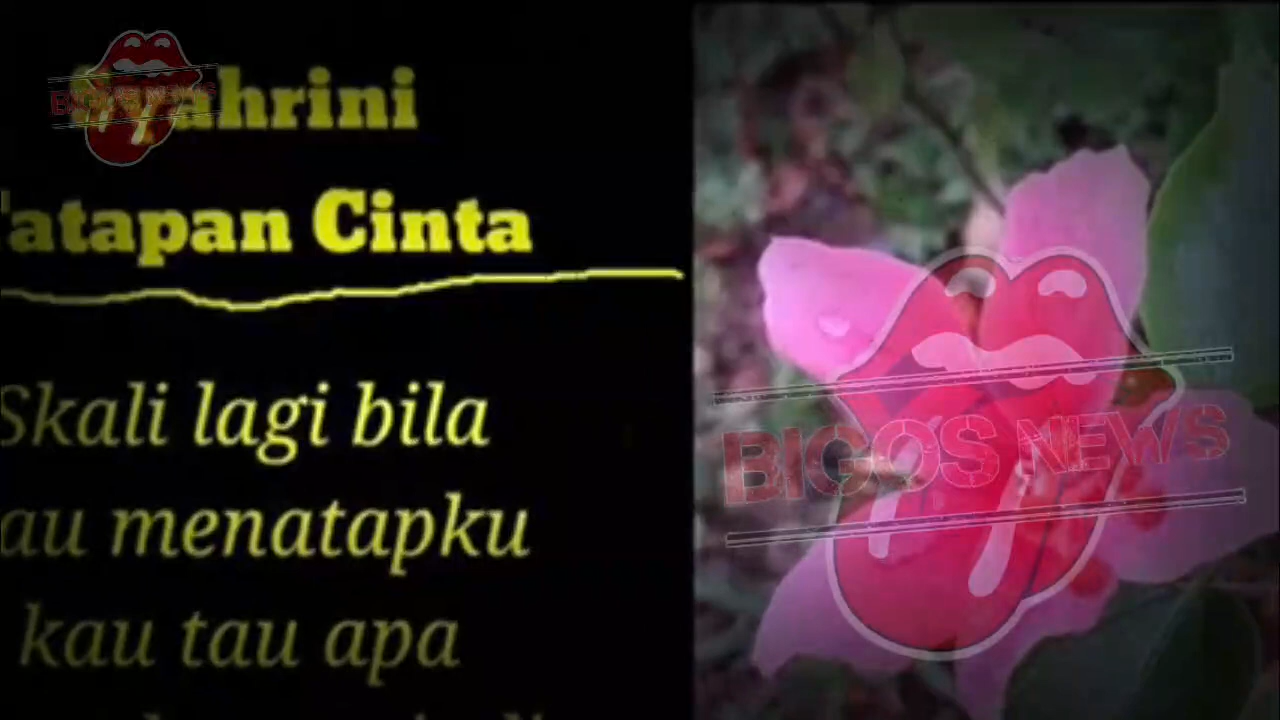 ahrini
atapan Cinta
Skali lagi bila
au menatapku
kau tau apa
BIGOS NEWS